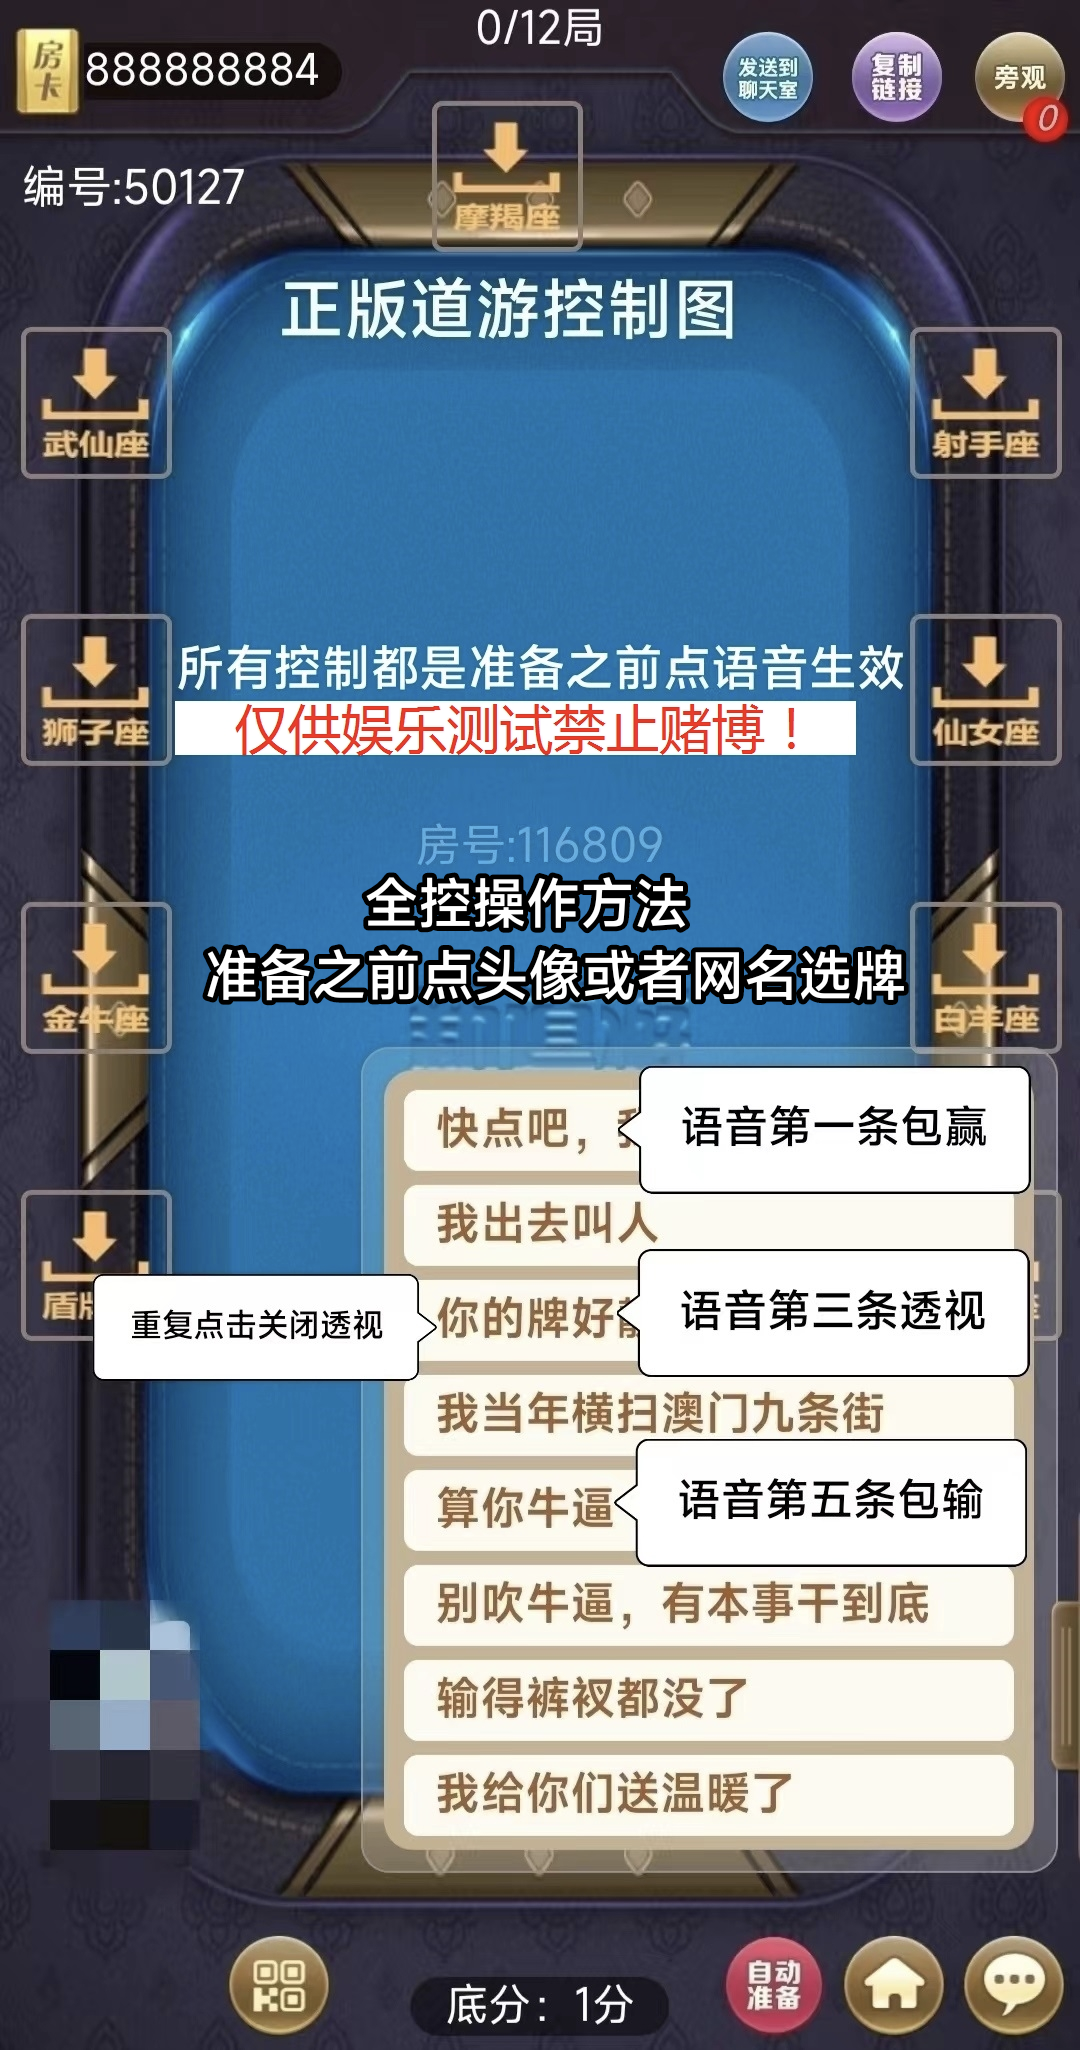 0/12局
房卡
888888884
发送到
聊天室
复制
链接
旁观
0
编号:50127
摩羯座
正版道游控制图
武仙座
射手座
所有控制都是准备之前点语音生效
狮子座
仙女座
仅供娱乐测试禁止赌博！
房号:116809
全控操作方法
准备之前点头像或者网名选牌
金牛座
白羊座
快点吧，
语音第一条包赢
我出去叫人
盾牌
重复点击关闭透视
你的牌好
语音第三条透视
我当年横扫澳门九条街
算你牛逼
语音第五条包输
别吹牛逼，有本事干到底
输得裤衩都没了
我给你们送温暖了
底分：1分
自动
准备